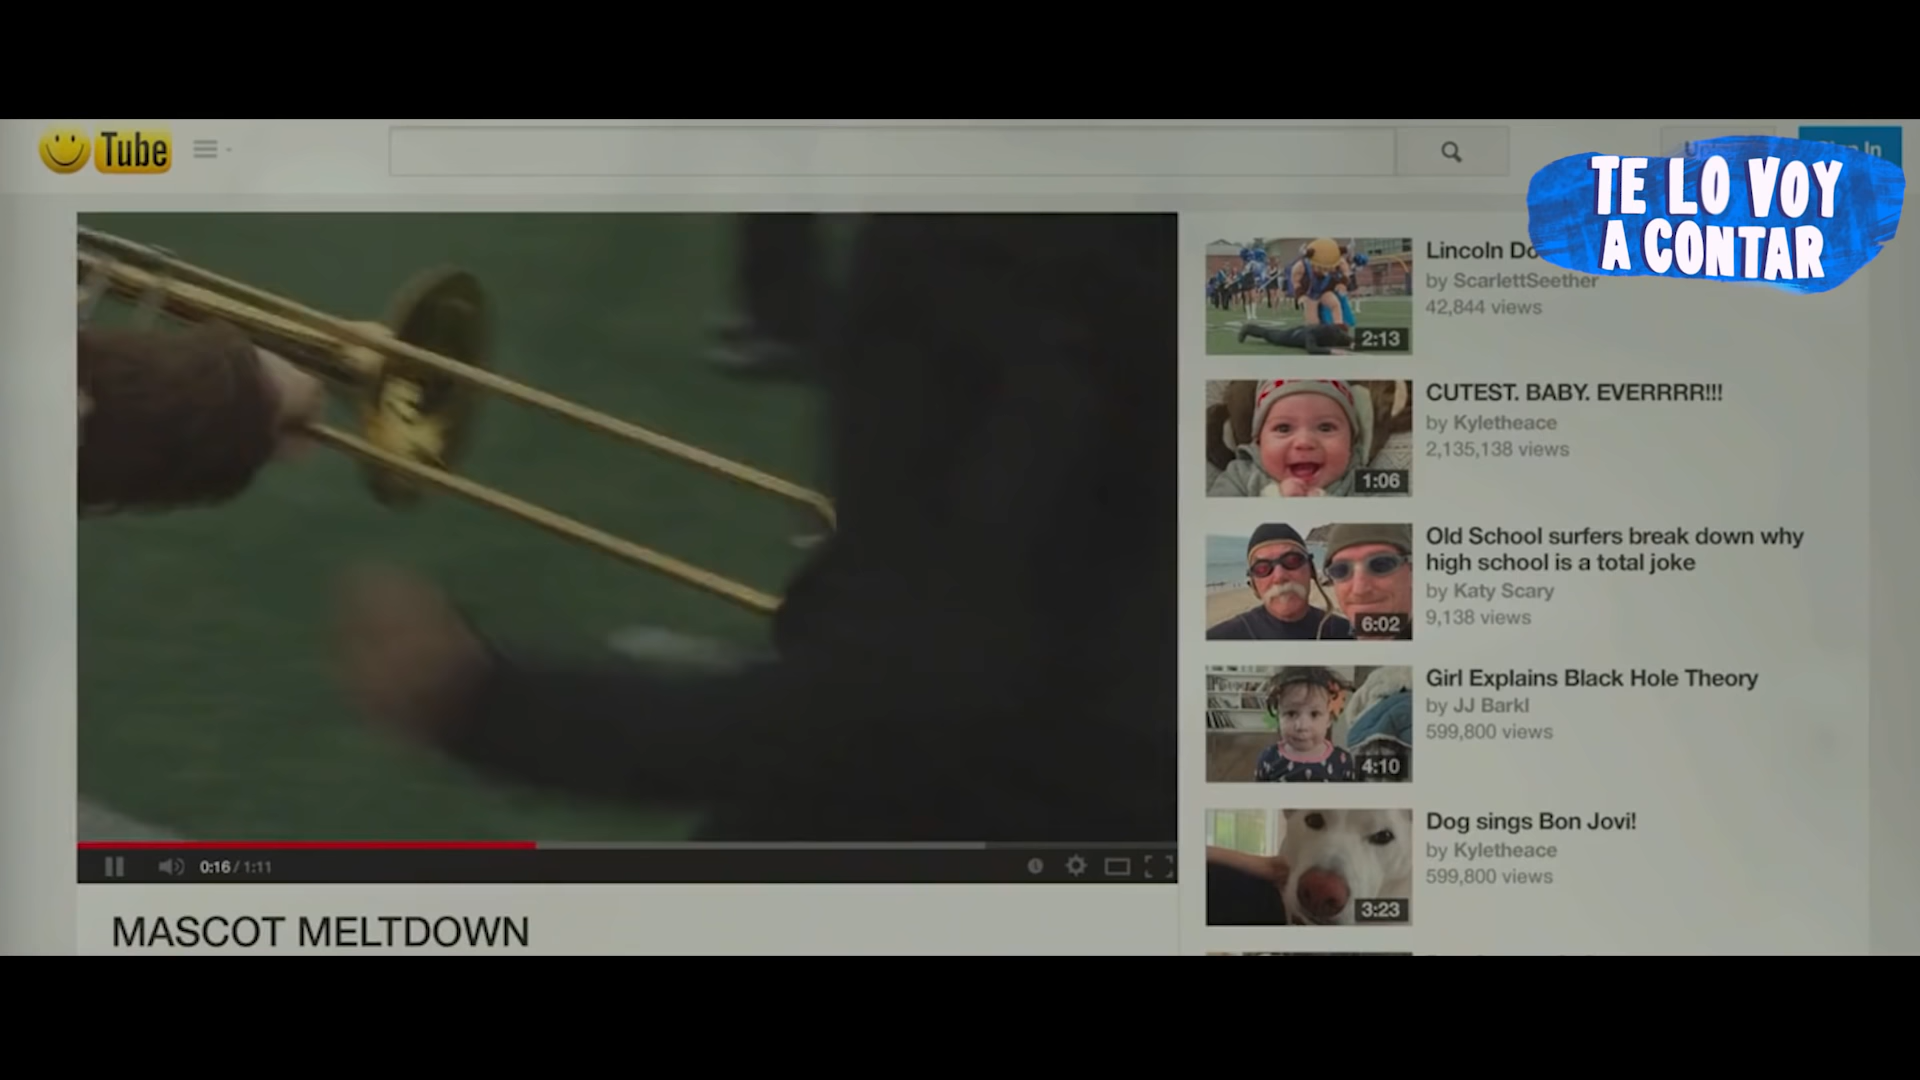 Tube
TE LO VOY
A CONTAR
Lincoln
by ScarlettSeether
42,844 views
2:13
CUTEST. BABY. EVERRRR!!!
by Kyletheace
2,135,138 views
1:06
Old School surfers break down why
high school is a total joke
by Katy Scary
9,138 views
6:02
Girl Explains Black Hole Theory
by JJ Barkl
599,800 views
4:10
Dog sings Bon Jovi!
by Kyletheace
599,800 views
3:23
0:16 / 1:11
MASCOT MELTDOWN